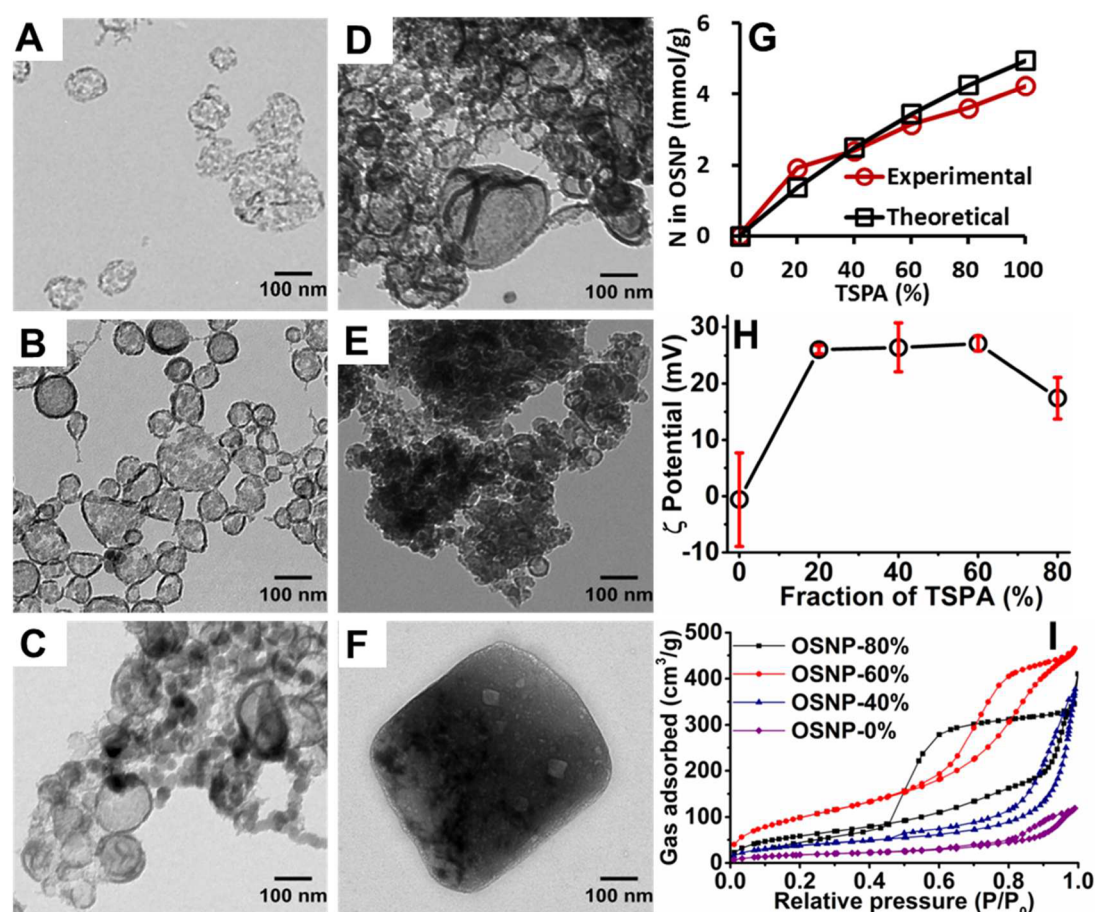 A
100 nm
B
100 nm
C
100 nm
D
100 nm
E
100 nm
F
100 nm
G
N in OSNP (mmol/g)
6
4
2
0
Experimental
Theoretical
0 20 40 60 80 100
TSPA (%)
H
ζ Potential (mV)
30
20
10
0
-10
0 20 40 60 80
Fraction of TSPA (%)
I
Gas adsorbed (cm³/g)
500
400
300
200
100
0
OSNP-80%
OSNP-60%
OSNP-40%
OSNP-0%
0.0 0.2 0.4 0.6 0.8 1.0
Relative pressure (P/P₀)